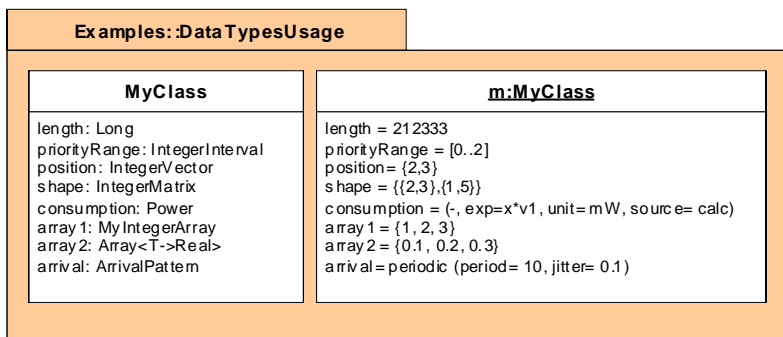 Examples::DataTypesUsage
MyClass
length: Long
priorityRange: IntegerInterval
position: IntegerVector
shape: IntegerMatrix
consumption: Power
array1: MyIntegerArray
array2: Array<T->Real>
arrival: ArrivalPattern
m:MyClass
length = 212333
priorityRange = [0..2]
position= {2,3}
shape = {{2,3},{1,5}}
consumption = (-, exp=x*v1, unit= mW, source= calc)
array1 = {1, 2, 3}
array2 = {0.1, 0.2, 0.3}
arrival= periodic (period= 10, jitter= 0.1)